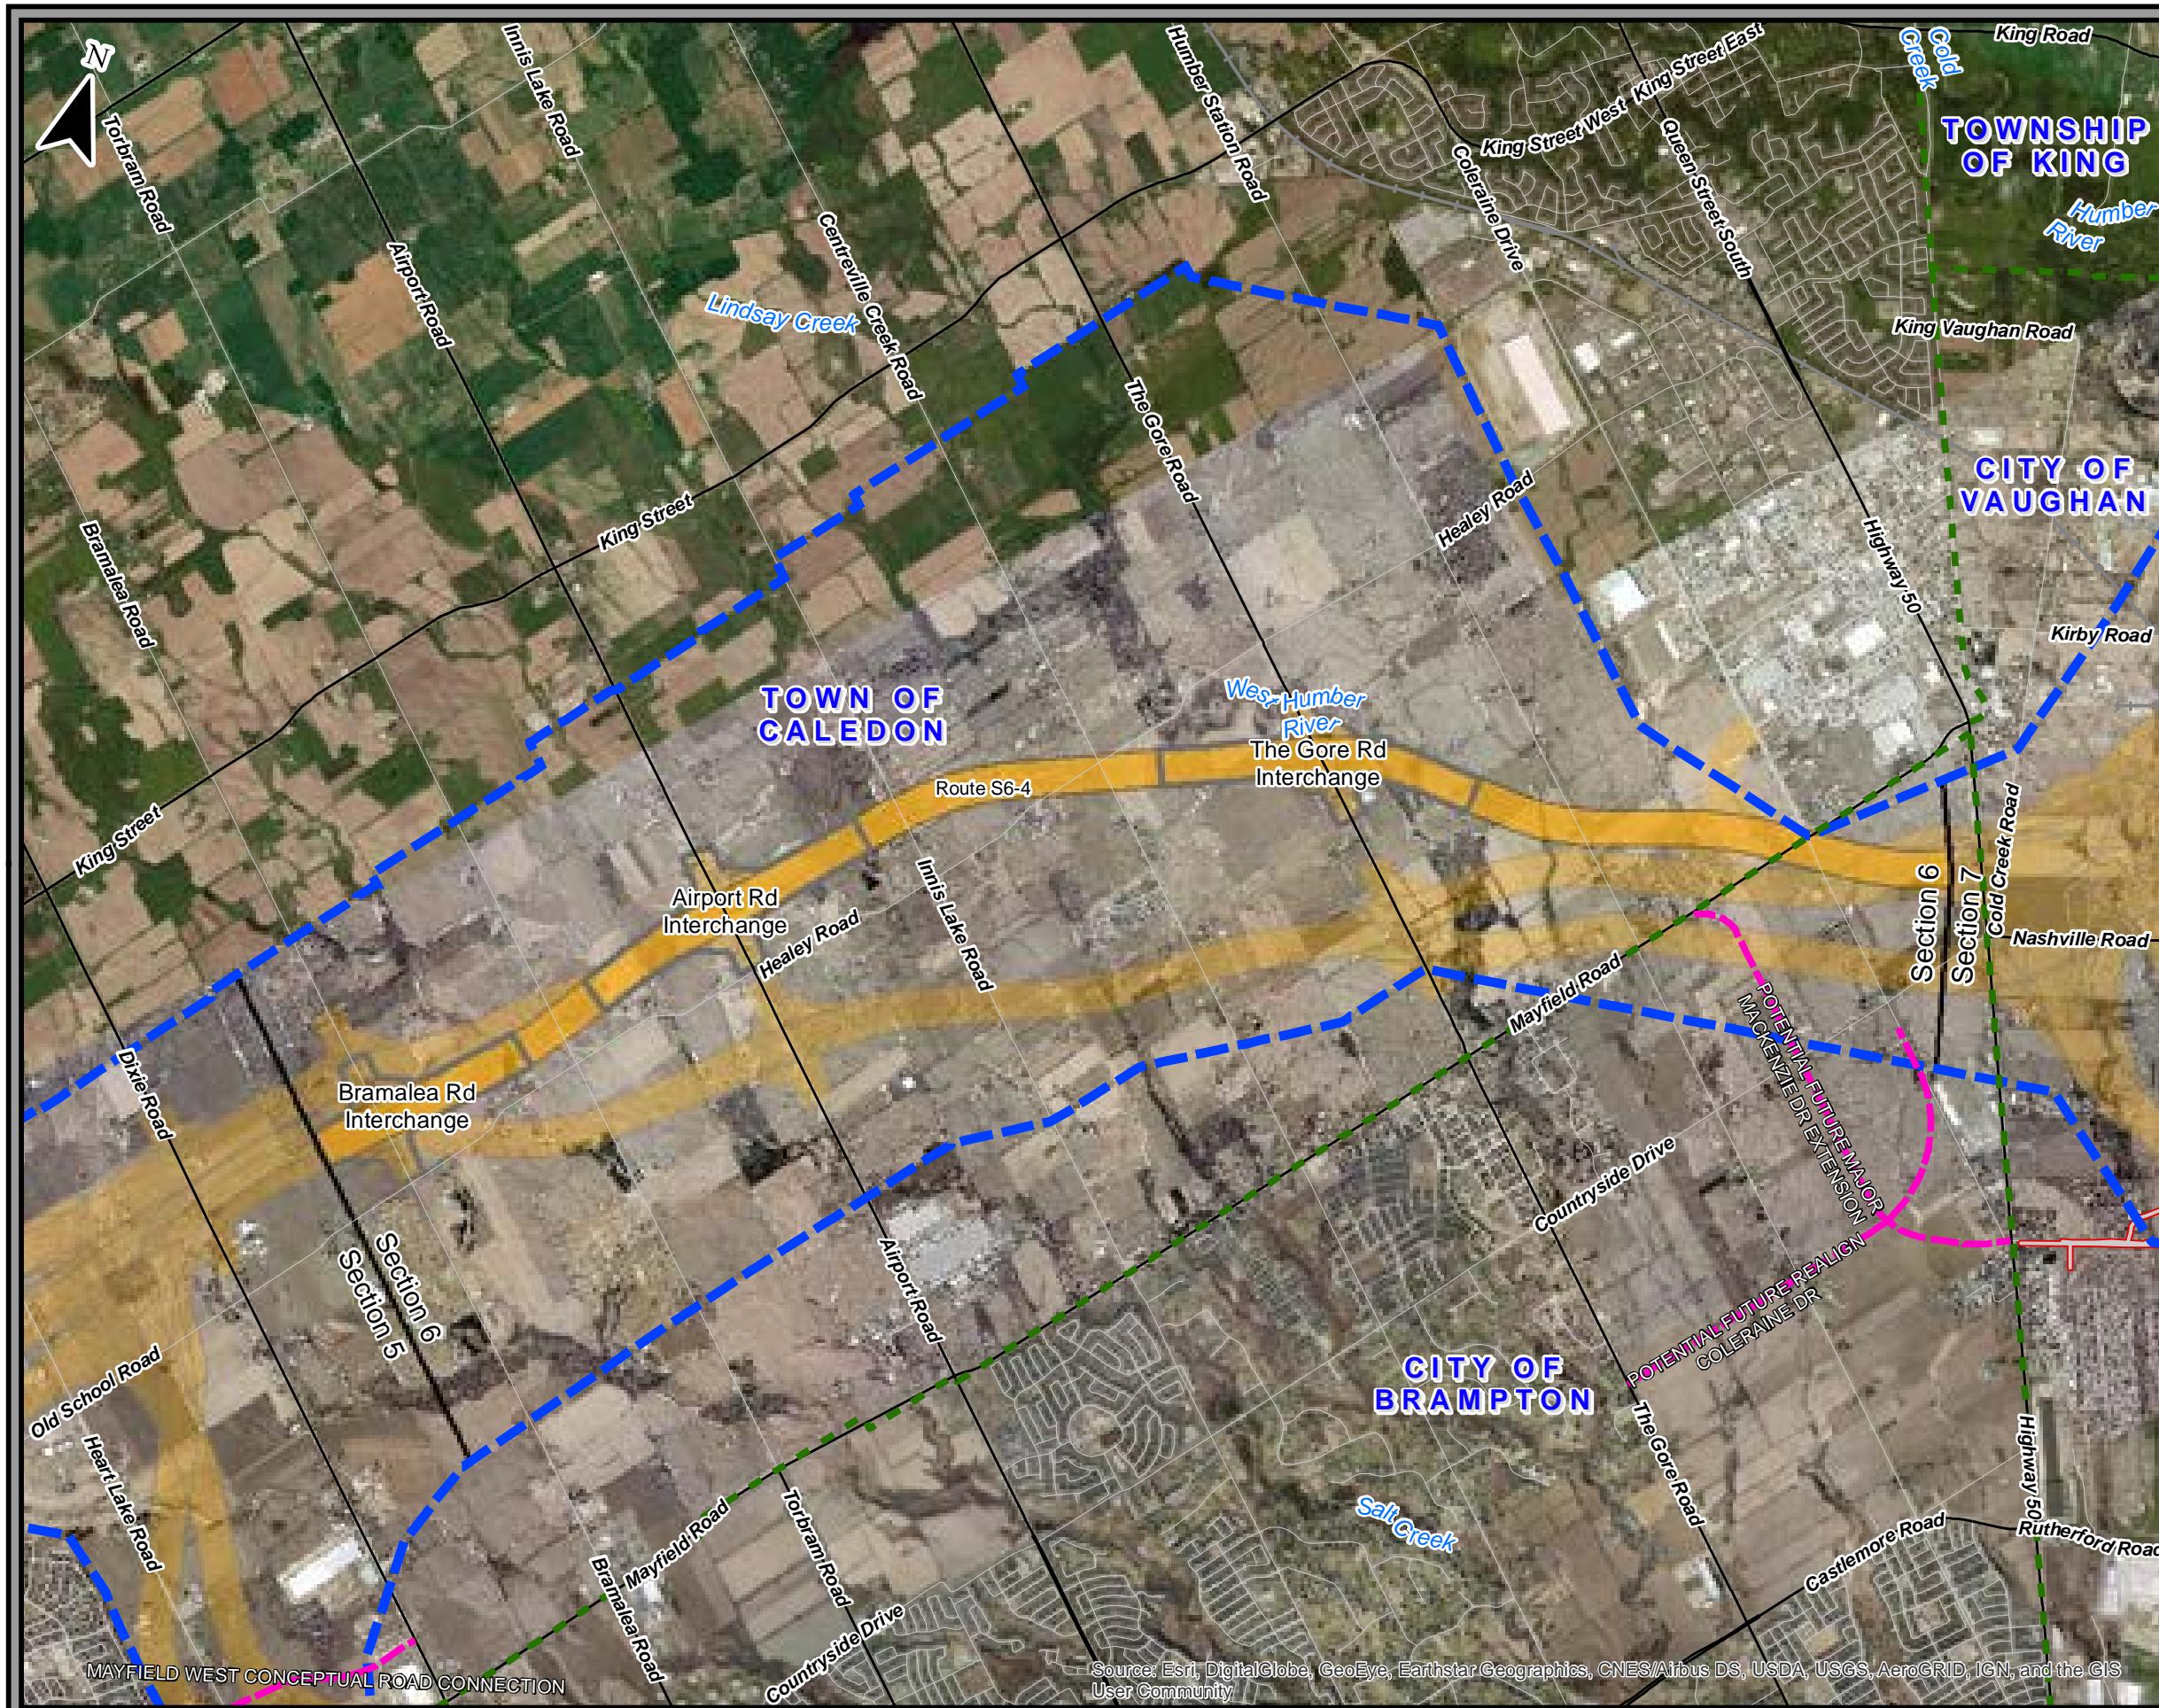 N
Torbram Road
Innis Lake Road
Humber Station Road
King Street East
King Street West
Cold
Creek
King Road
TOWNSHIP
OF KING
Humber
River
Airport Road
Lindsay Creek
Centreville Creek Road
Coleraine Drive
Queen Street South
King Vaughan Road
The Gore Road
Healey Road
CITY OF
VAUGHAN
Highway 50
Kirby Road
Bramalea Road
King Street
King Street
TOWN OF
CALEDON
Humber
River
The Gore Rd
Interchange
Route S6-4
Airport Rd
Interchange
Healey Road
Innis Lake Road
Cold Creek Road
Section 6
Section 7
Nashville Road
Mayfield Road
Dixie Road
Bramalea Rd
Interchange
POTENTIAL FUTURE MAJOR
MACKENZIE DR EXTENSION
Countryside Drive
Section 6
Section 5
Airport Road
POTENTIAL FUTURE REALIGN
COLERAINE DR
CITY OF
BRAMPTON
Old School Road
Heart Lake Road
The Gore Road
Highway 50
Salt Creek
Castlemore Road
Rutherford Road
Mayfield Road
Torbram Road
Bramalea Road
Countryside Drive
MAYFIELD WEST CONCEPTUAL ROAD CONNECTION
Source: Esri, DigitalGlobe, GeoEye, Earthstar Geographics, CNES/Airbus DS, USDA, USGS, AeroGRID, IGN, and the GIS
User Community